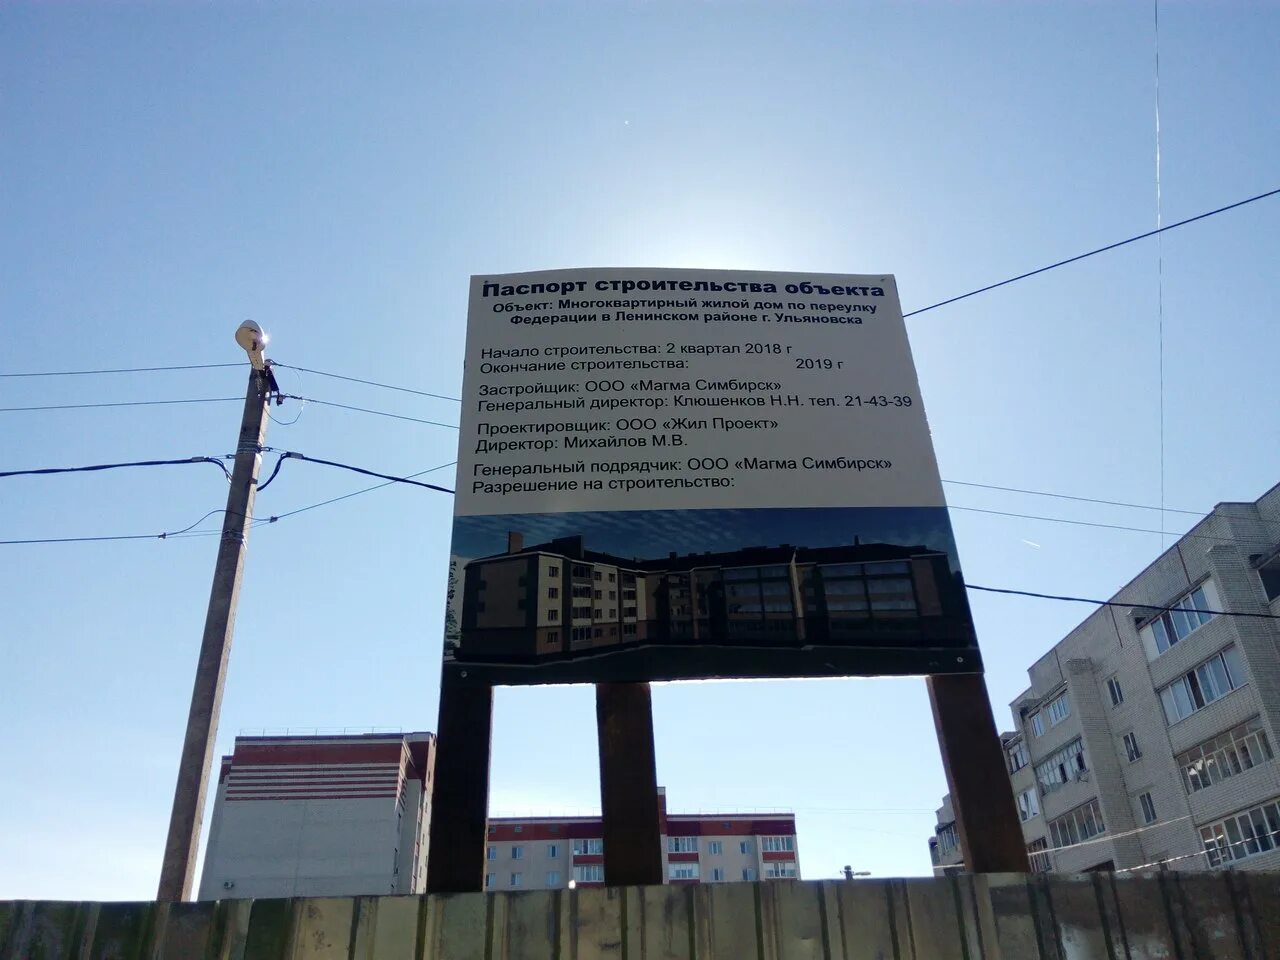 Паспорт строительства объекта
Объект: Многоквартирный жилой дом по переулку
Федерации в Ленинском районе г. Ульяновска
Начало строительства: 2 квартал 2018 г
Окончание строительства: 2019 г
Застройщик: ООО «Магма Симбирск»
Генеральный директор: Клюшенков Н.Н. тел. 21-43-39
Проектировщик: ООО «Жил Проект»
Директор: Михайлов М.В.
Генеральный подрядчик: ООО «Магма Симбирск»
Разрешение на строительство: